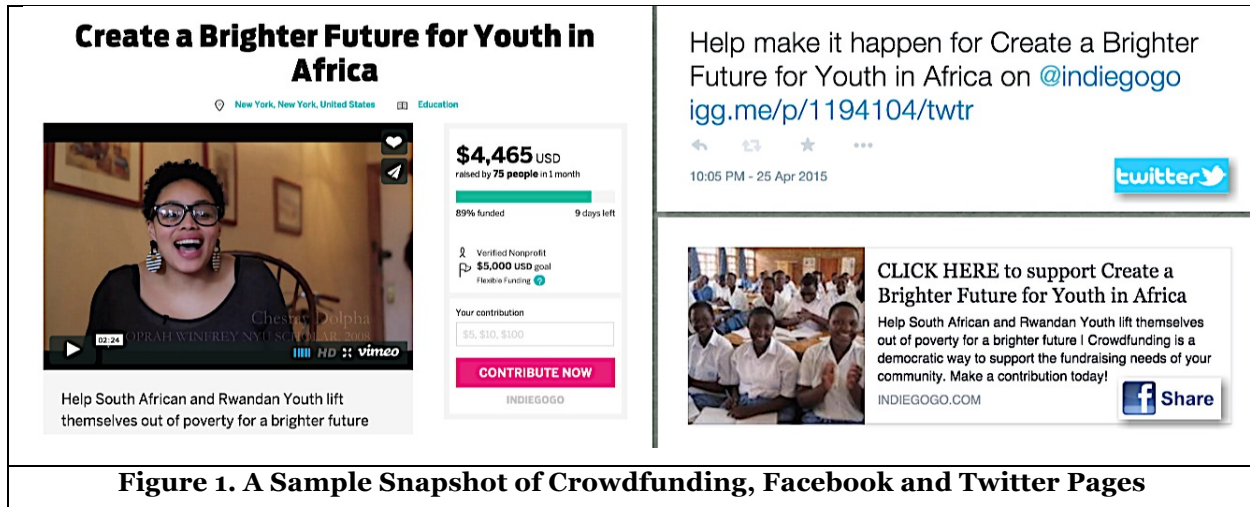 Create a Brighter Future for Youth in
Africa
New York, New York, United States
Education
02:24
Chesray Dolpha
OPRAH WINFREY NYU SCHOLAR, 2008
HD vimeo
Help South African and Rwandan Youth lift
themselves out of poverty for a brighter future
$4,465 USD
raised by 75 people in 1 month
89% funded
9 days left
Verified Nonprofit
$5,000 USD goal
Flexible Funding ?
Your contribution
$5, $10, $100
CONTRIBUTE NOW
INDIEGOGO
Help make it happen for Create a Brighter
Future for Youth in Africa on @indiegogo
igg.me/p/1194104/twtr
10:05 PM - 25 Apr 2015
twitter
CLICK HERE to support Create a
Brighter Future for Youth in Africa
Help South African and Rwandan Youth lift themselves
out of poverty for a brighter future | Crowdfunding is a
democratic way to support the fundraising needs of your
community. Make a contribution today!
INDIEGOGO.COM
f Share
Figure 1. A Sample Snapshot of Crowdfunding, Facebook and Twitter Pages